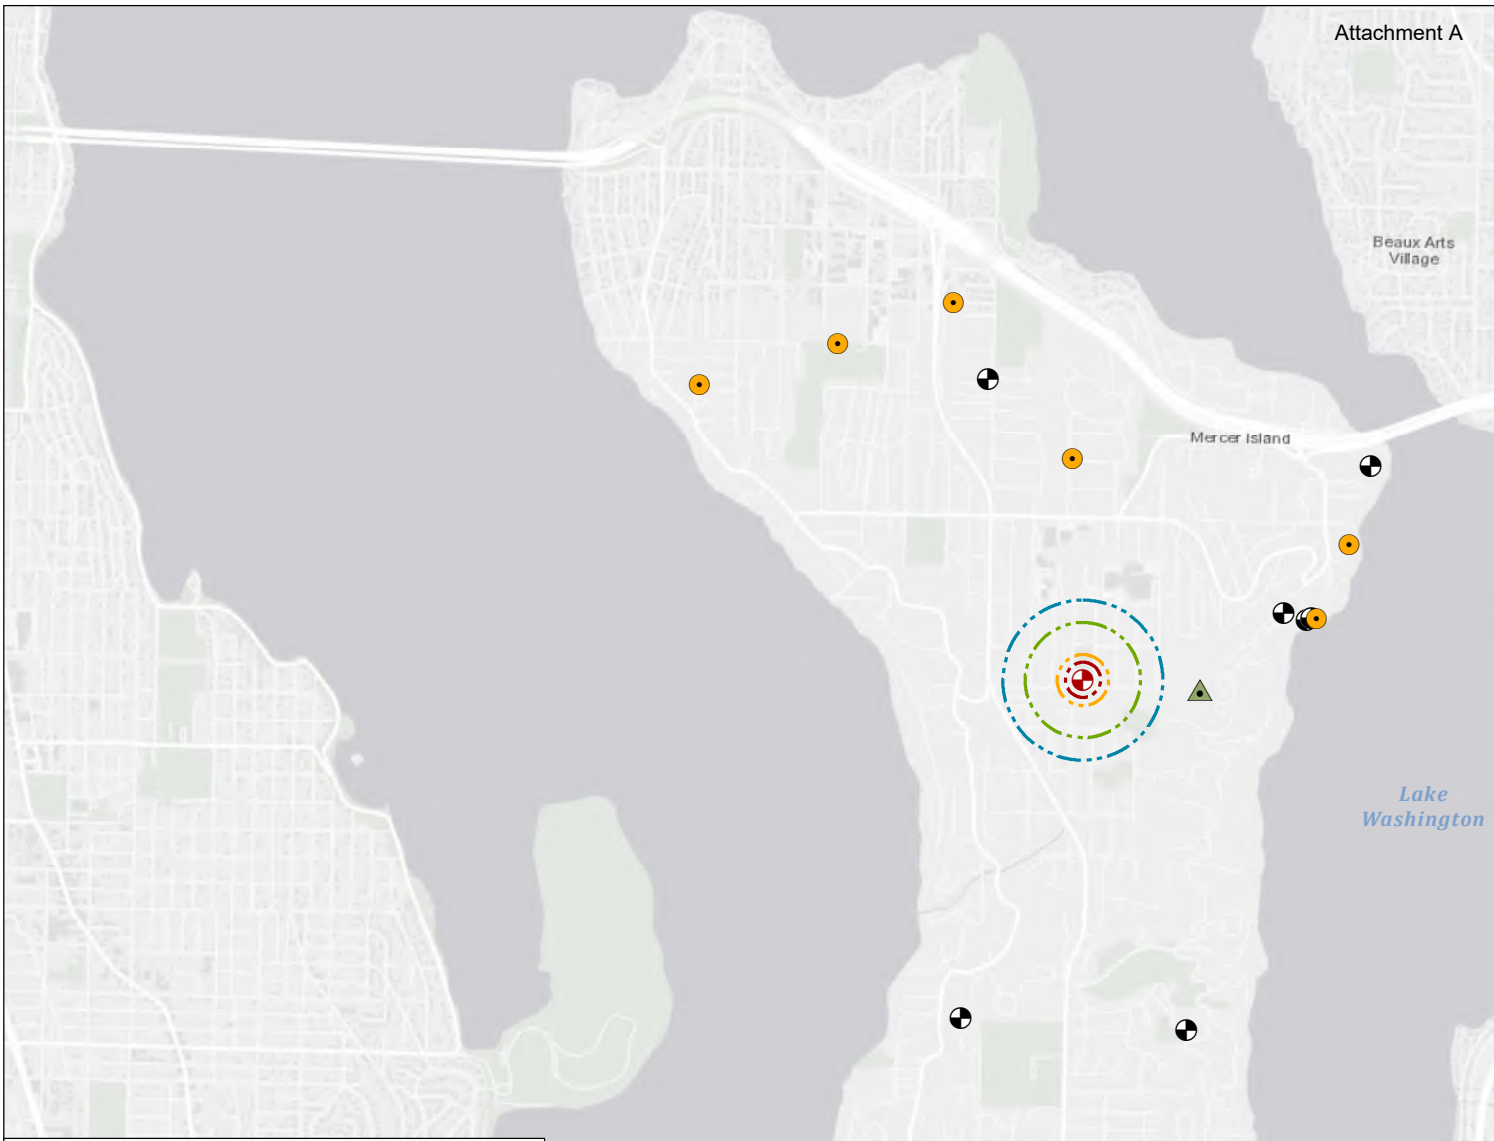 Attachment A
Beaux Arts
Village
Mercer Island
Lake
Washington